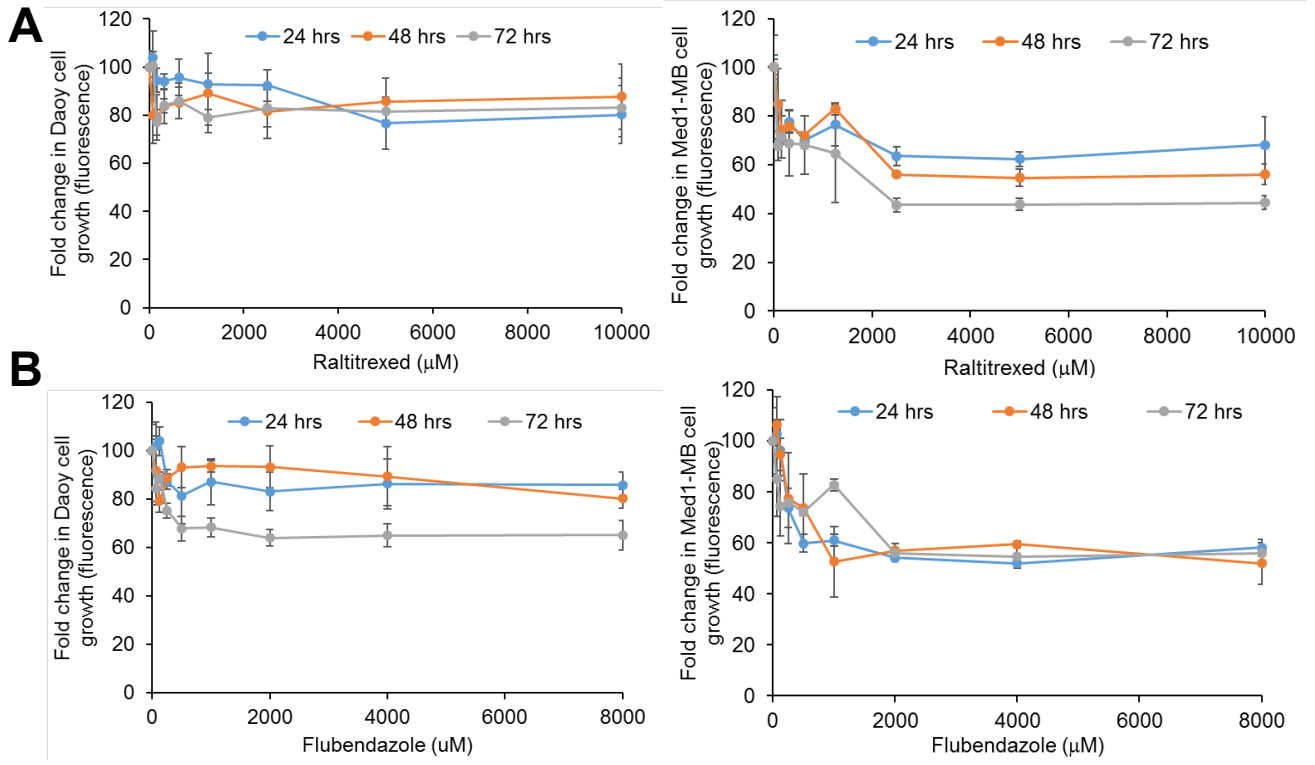 A
Fold change in Daoy cell
growth (fluorescence)
120
100
80
60
40
20
0
24 hrs 48 hrs 72 hrs
0 2000 4000 6000 8000 10000
Raltitrexed (μM)
Fold change in Med1-MB cell
growth (fluorescence)
120
100
80
60
40
20
0
24 hrs 48 hrs 72 hrs
0 2000 4000 6000 8000 10000
Raltitrexed (μM)
B
Fold change in Daoy cell
growth (fluorescence)
120
100
80
60
40
20
0
24 hrs 48 hrs 72 hrs
0 2000 4000 6000 8000
Flubendazole (uM)
Fold change in Med1-MB cell
growth (fluorescence)
120
100
80
60
40
20
0
24 hrs 48 hrs 72 hrs
0 2000 4000 6000 8000
Flubendazole (μM)